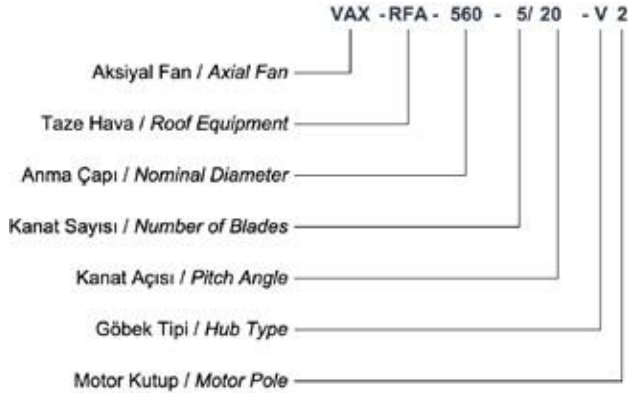 VAX -RFA- 560 - 5/ 20 - V 2
Aksiyal Fan / Axial Fan
Taze Hava / Roof Equipment
Anma Çapı / Nominal Diameter
Kanat Sayısı / Number of Blades
Kanat Açısı / Pitch Angle
Göbek Tipi / Hub Type
Motor Kutup / Motor Pole